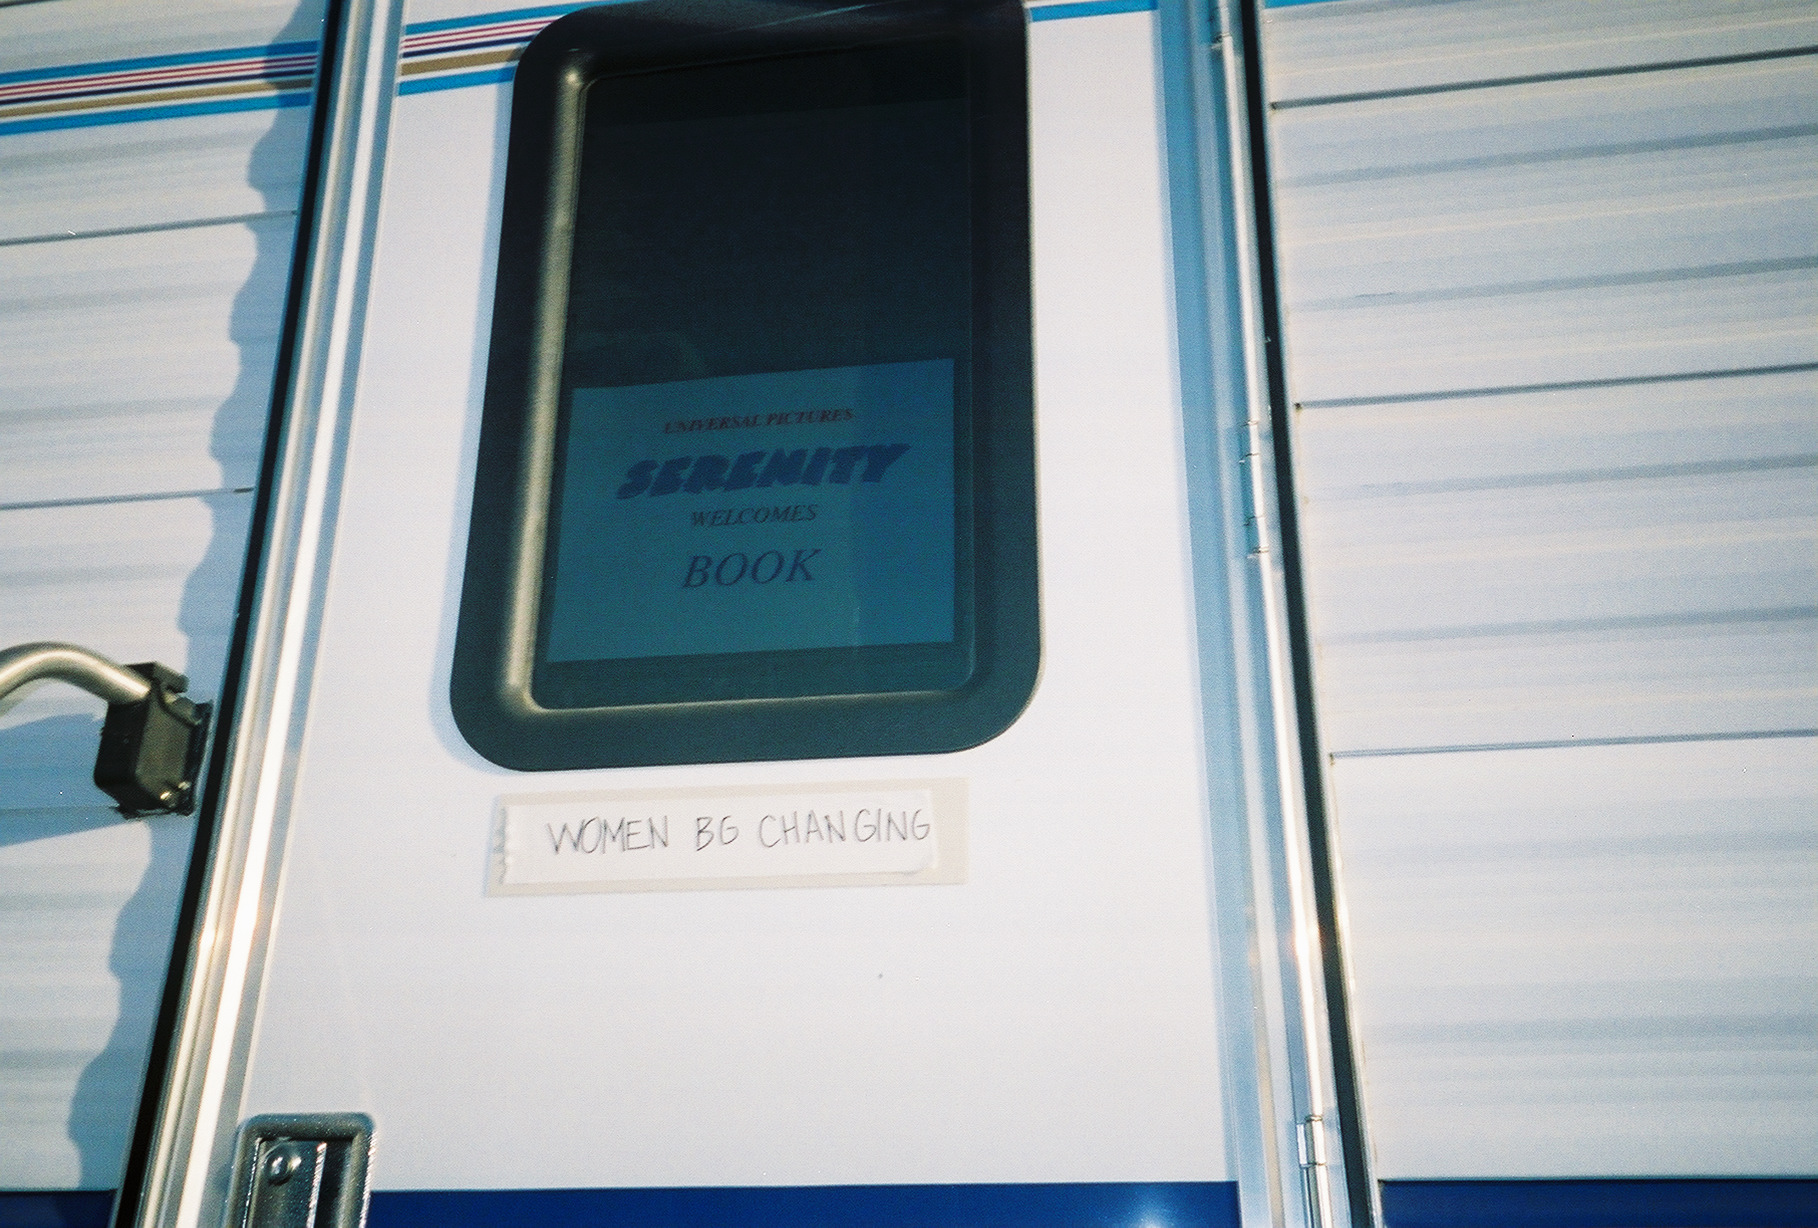 UNIVERSAL PICTURES
SERENITY
WELCOMES
BOOK
WOMEN BG CHANGING